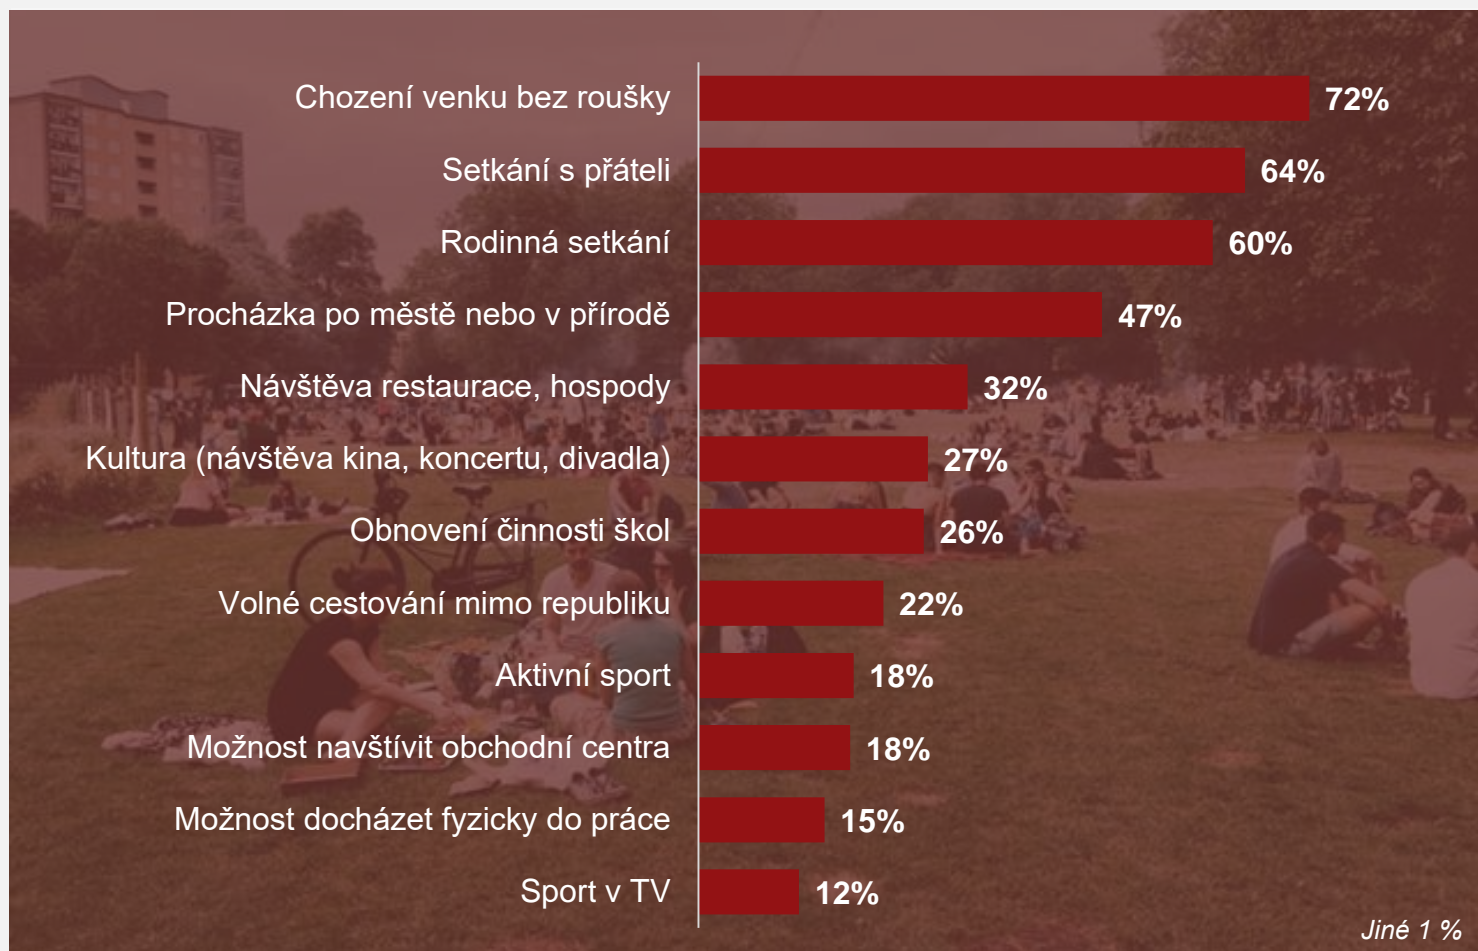 Chození venku bez roušky 72%
Setkání s přáteli 64%
Rodinná setkání 60%
Procházka po městě nebo v přírodě 47%
Návštěva restaurace, hospody 32%
Kultura (návštěva kina, koncertu, divadla) 27%
Obnovení činnosti škol 26%
Volné cestování mimo republiku 22%
Aktivní sport 18%
Možnost navštívit obchodní centra 18%
Možnost docházet fyzicky do práce 15%
Sport v TV 12%
Jiné 1 %